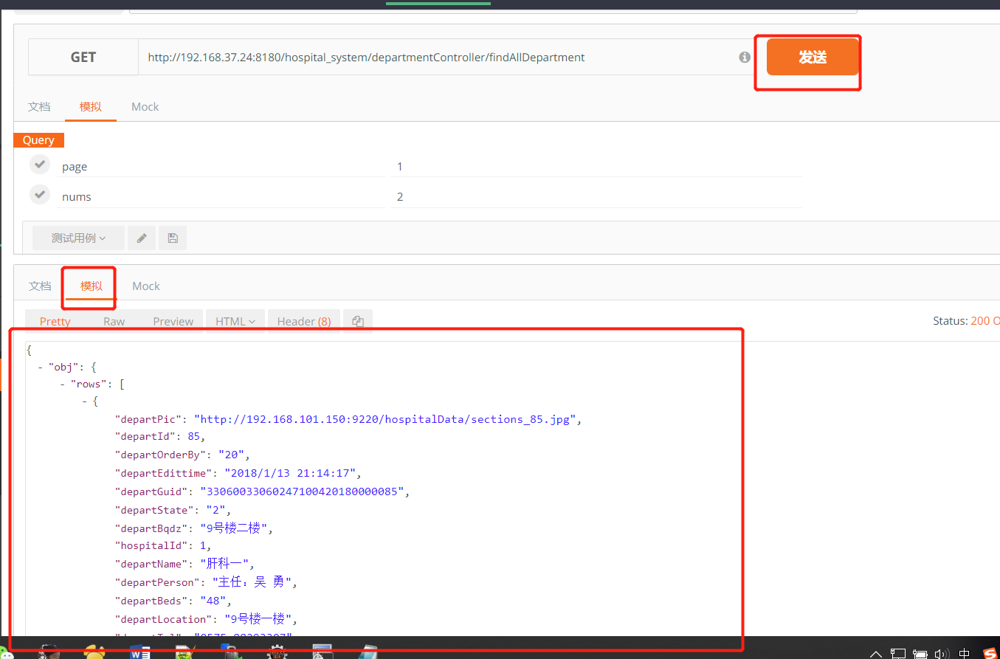 GET http://192.168.37.24:8180/hospital_system/departmentController/findAllDepartment 发送
文档 模拟 Mock
Query
page 1
nums 2
测试用例
文档 模拟 Mock
Pretty Raw Preview HTML Header (8) Status: 200 O
{
- "obj": {
- "rows": [
- {
"departPic": "http://192.168.101.150:9220/hospitalData/sections_85.jpg",
"departId": 85,
"departOrderBy": "20",
"departEdittime": "2018/1/13 21:14:17",
"departGuid": "33060033060247100420180000085",
"departState": "2",
"departBqdz": "9号楼二楼",
"hospitalId": 1,
"departName": "肝科一",
"departPerson": "主任：吴 勇",
"departBeds": "48",
"departLocation": "9号楼一楼",
中